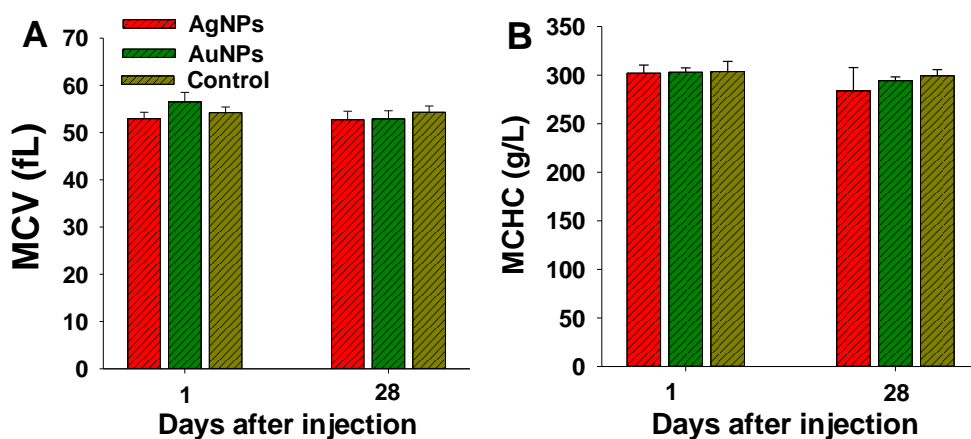 A
AgNPs
AuNPs
Control
MCV (fL)
70
60
50
40
30
20
10
0
1
28
Days after injection
B
MCHC (g/L)
350
300
250
200
150
100
50
0
1
28
Days after injection